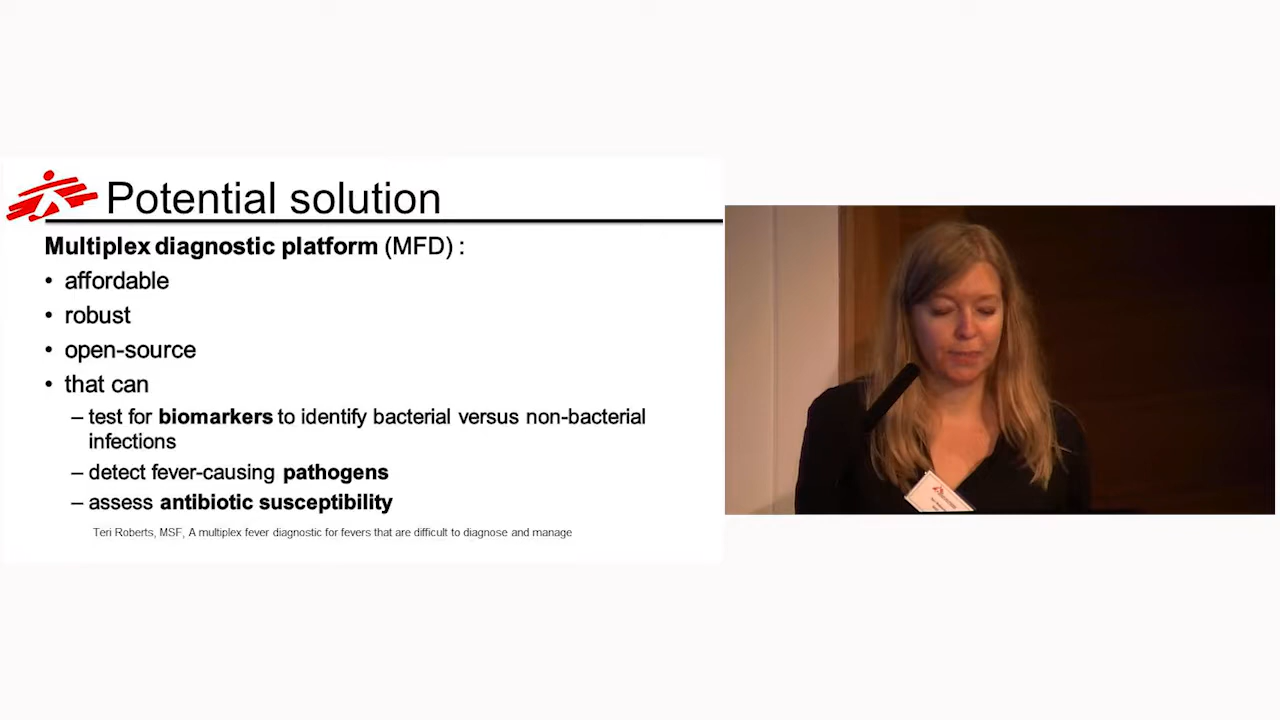 Potential solution
Multiplex diagnostic platform (MFD) :
• affordable
• robust
• open-source
• that can
– test for biomarkers to identify bacterial versus non-bacterial
infections
– detect fever-causing pathogens
– assess antibiotic susceptibility
Teri Roberts, MSF, A multiplex fever diagnostic for fevers that are difficult to diagnose and manage